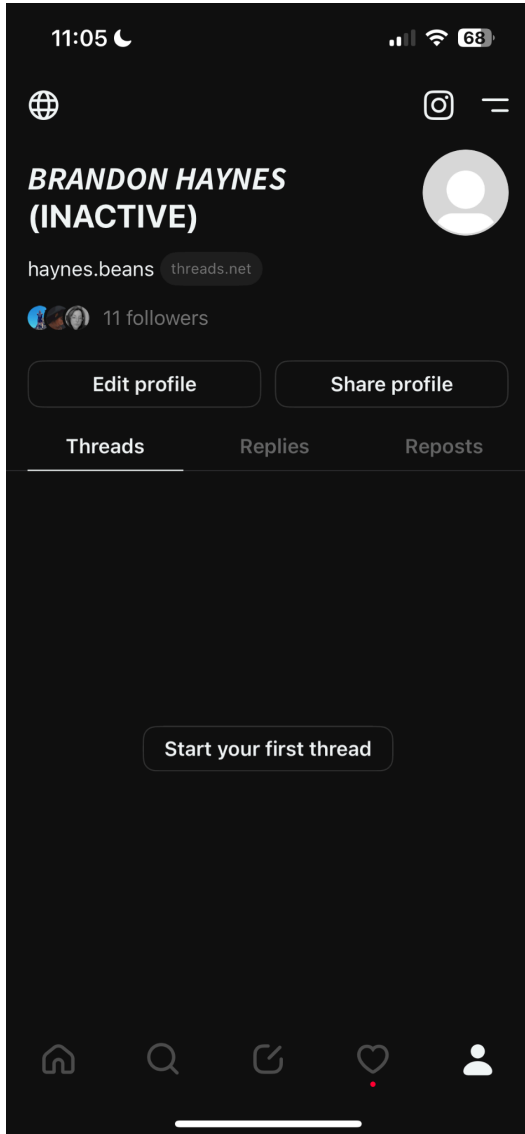 11:05
68
BRANDON HAYNES
(INACTIVE)
haynes.beans threads.net
11 followers
Edit profile Share profile
Threads Replies Reposts
Start your first thread